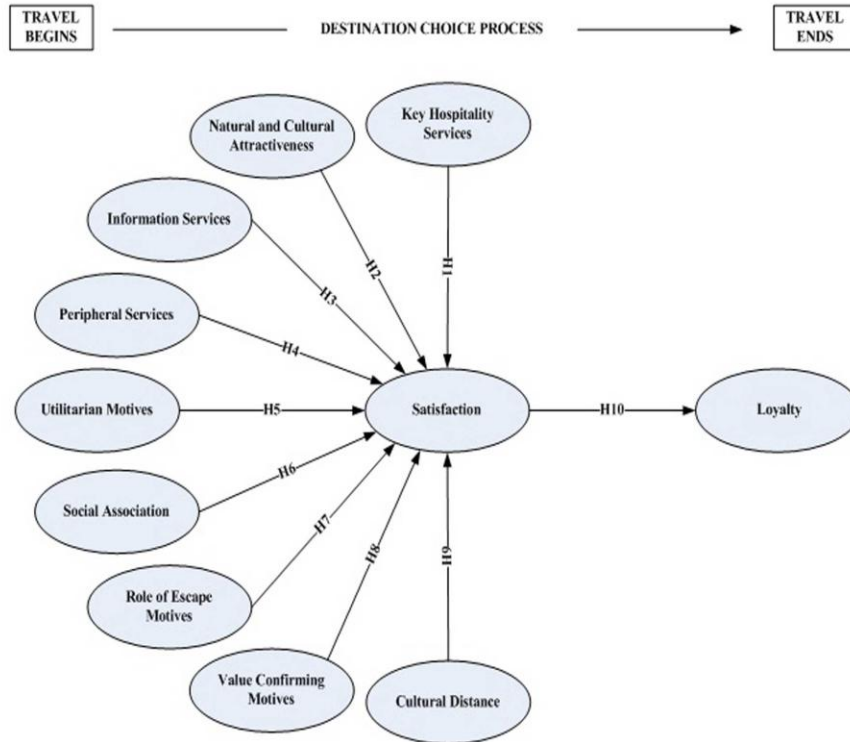 TRAVEL
BEGINS
DESTINATION CHOICE PROCESS
TRAVEL
ENDS
Key Hospitality
Services
Natural and Cultural
Attractiveness
Information Services
Peripheral Services
Utilitarian Motives
Social Association
Role of Escape
Motives
Value Confirming
Motives
Cultural Distance
H1
H2
H3
H4
H5
H6
H7
H8
H9
Satisfaction
H10
Loyalty